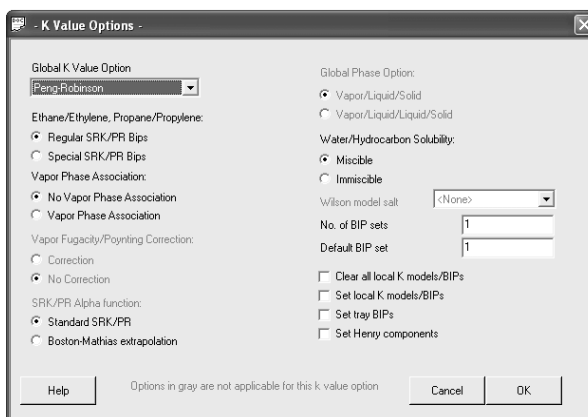 - K Value Options -
Global K Value Option
Peng-Robinson
Ethane/Ethylene, Propane/Propylene:
Regular SRK/PR Bips
Special SRK/PR Bips
Vapor Phase Association:
No Vapor Phase Association
Vapor Phase Association
Vapor Fugacity/Poynting Correction:
Correction
No Correction
SRK/PR Alpha function:
Standard SRK/PR
Boston-Mathias extrapolation
Global Phase Option:
Vapor/Liquid/Solid
Vapor/Liquid/Liquid/Solid
Water/Hydrocarbon Solubility:
Miscible
Immiscible
Wilson model salt <None>
No. of BIP sets 1
Default BIP set 1
Clear all local K models/BIPs
Set local K models/BIPs
Set tray BIPs
Set Henry components
Help
Options in gray are not applicable for this k value option
Cancel
OK